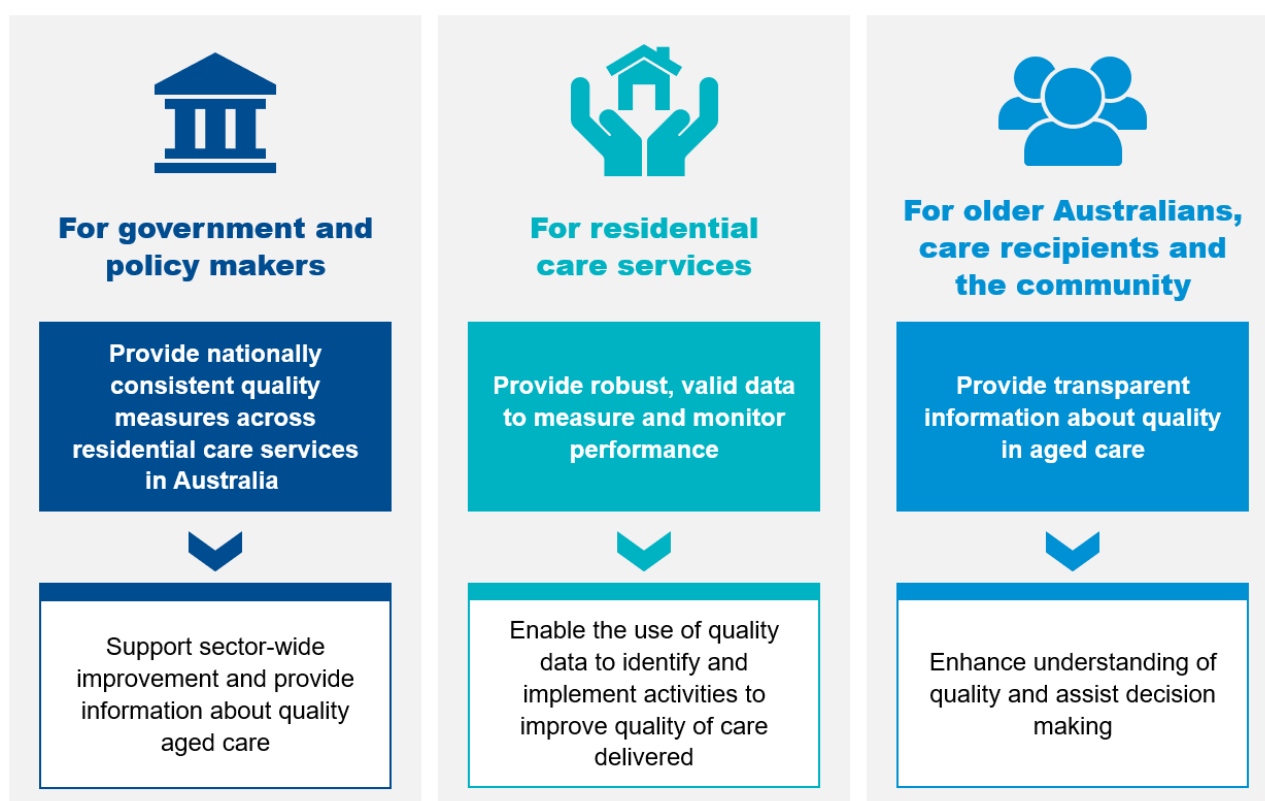 For government and
policy makers
Provide nationally
consistent quality
measures across
residential care services
in Australia
Support sector-wide
improvement and provide
information about quality
aged care
For residential
care services
Provide robust, valid data
to measure and monitor
performance
Enable the use of quality
data to identify and
implement activities to
improve quality of care
delivered
For older Australians,
care recipients and
the community
Provide transparent
information about quality
in aged care
Enhance understanding of
quality and assist decision
making